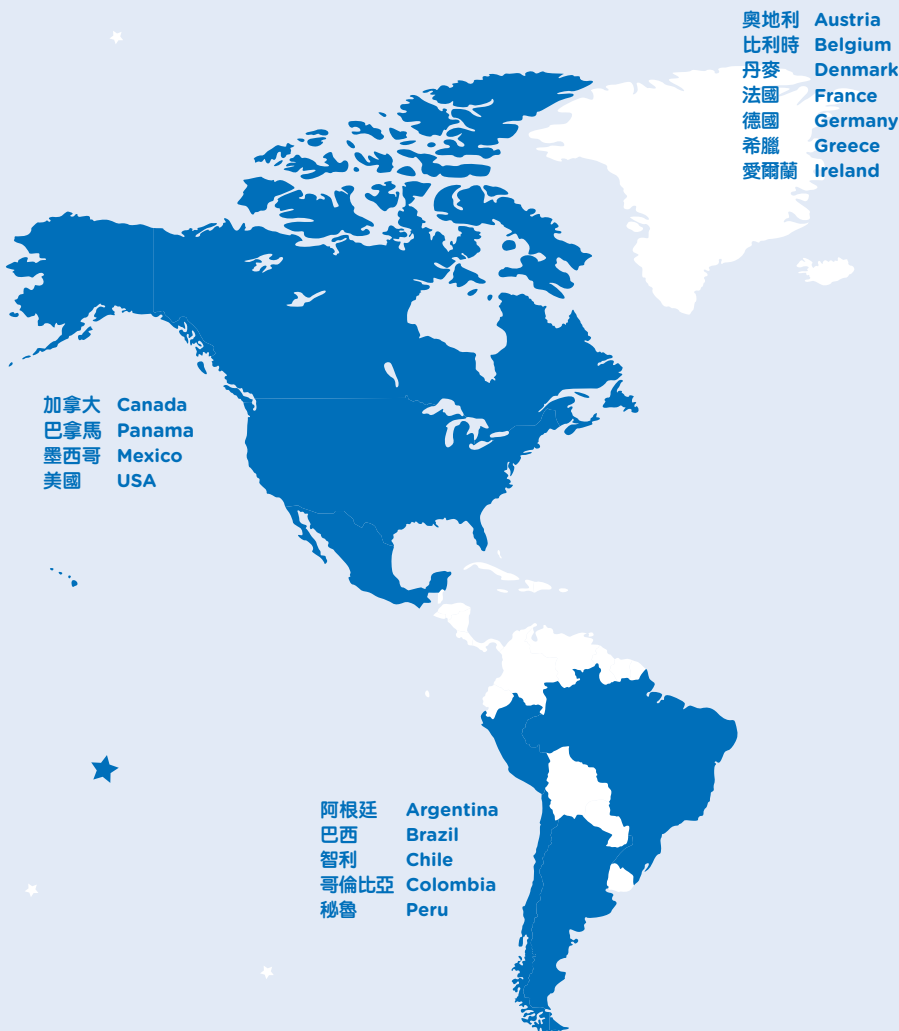 奧地利 Austria
比利時 Belgium
丹麥 Denmark
法國 France
德國 Germany
希臘 Greece
愛爾蘭 Ireland
加拿大 Canada
巴拿馬 Panama
墨西哥 Mexico
美國 USA
阿根廷 Argentina
巴西 Brazil
智利 Chile
哥倫比亞 Colombia
秘魯 Peru